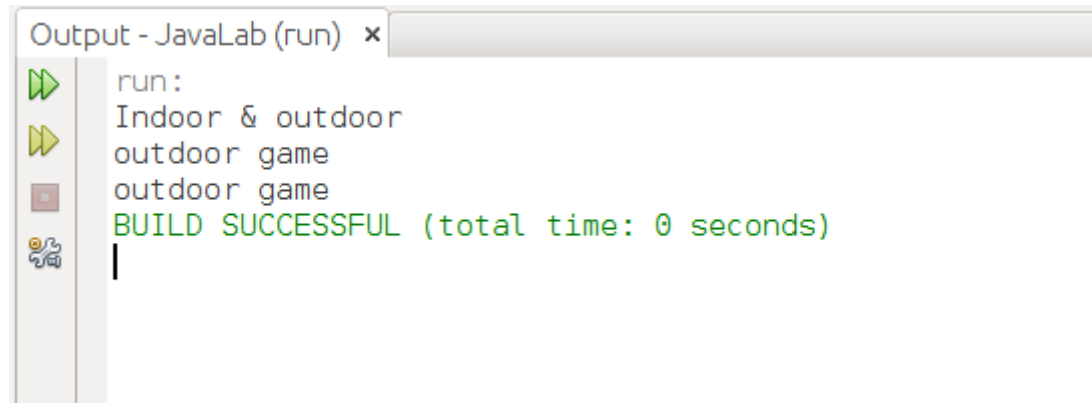 Output - JavaLab (run) ×
run:
Indoor & outdoor
outdoor game
outdoor game
BUILD SUCCESSFUL (total time: 0 seconds)